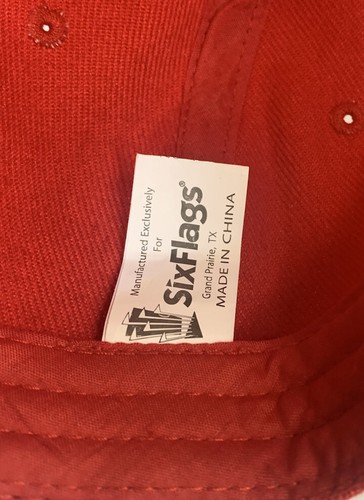 Manufactured Exclusively
For
SixFlags®
Grand Prairie, TX
MADE IN CHINA